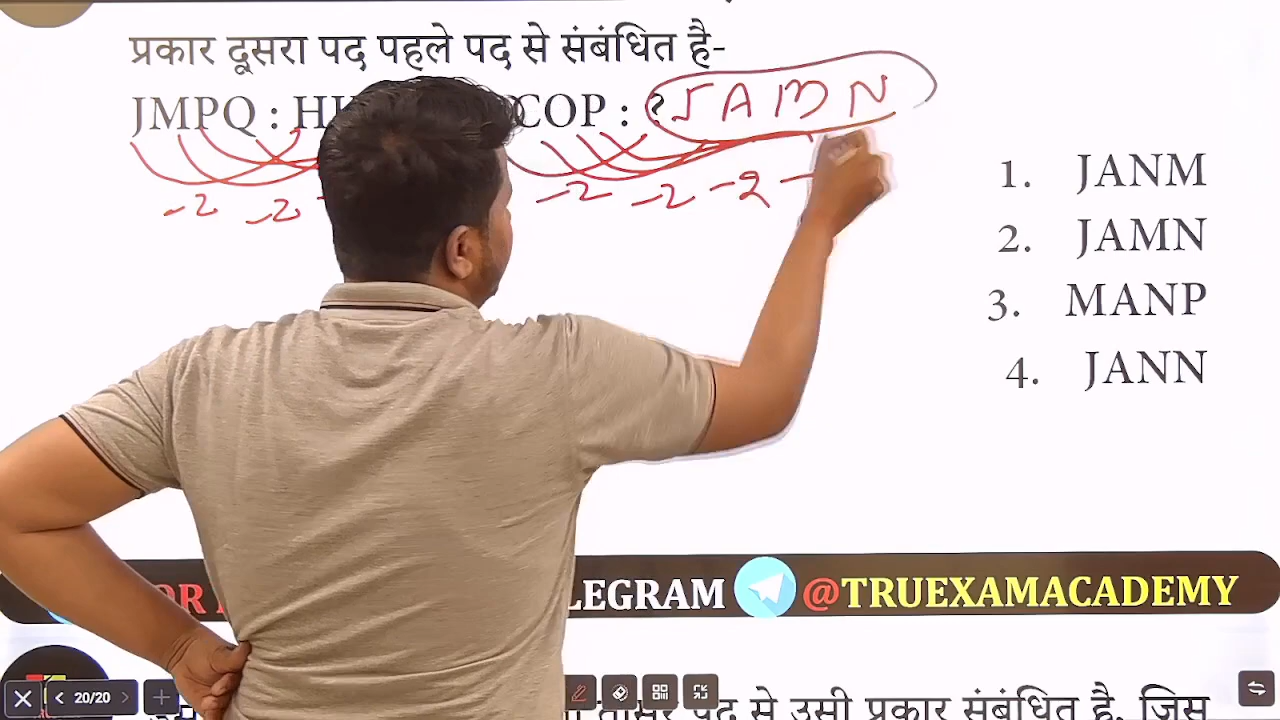 प्रकार दूसरा पद पहले पद से संबंधित है-
JMPQ : COP : ? JAMN
-2 -2 -2 -2 -2
1. JANM
2. JAMN
3. MANP
4. JANN
LEGRAM @TRUEXAMACADEMY
20/20
पद से उसी प्रकार संबंधित है, जिस